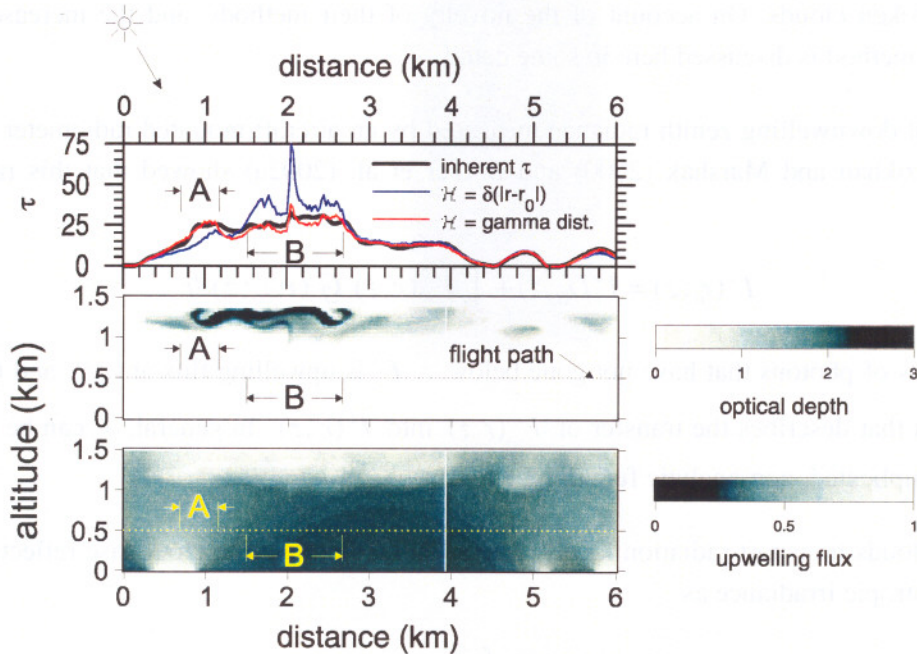 distance (km)
0 1 2 3 4 5 6
75
50
25
0
τ
A
B
inherent τ
ℋ = δ(|r-r₀|)
ℋ = gamma dist.
1.5
1
0.5
0
A
B
flight path
0 1 2 3
optical depth
altitude (km)
1.5
1
0.5
0
A
B
0 0.5 1
upwelling flux
0 1 2 3 4 5 6
distance (km)